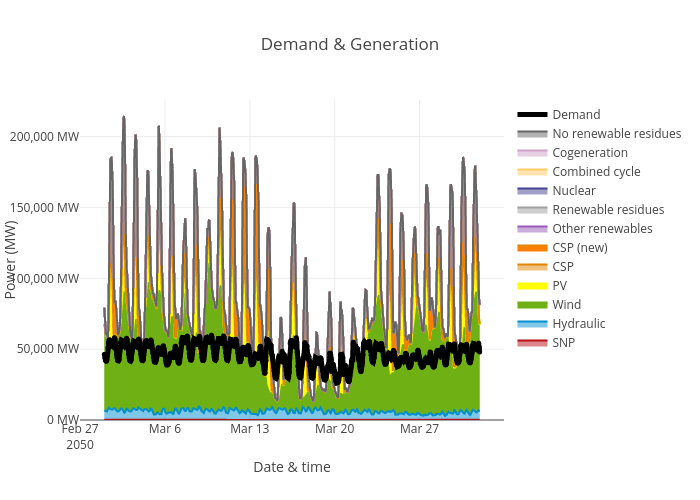 Demand & Generation
200,000 MW
150,000 MW
100,000 MW
50,000 MW
0 MW
Power (MW)
Feb 27
2050
Mar 6
Mar 13
Mar 20
Mar 27
Date & time
Demand
No renewable residues
Cogeneration
Combined cycle
Nuclear
Renewable residues
Other renewables
CSP (new)
CSP
PV
Wind
Hydraulic
SNP